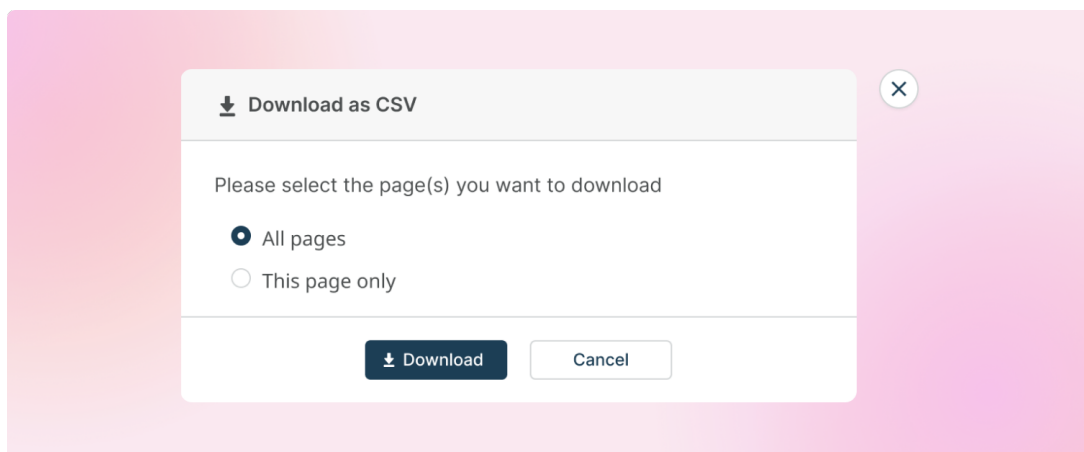 Download as CSV
Please select the page(s) you want to download
All pages
This page only
Download
Cancel